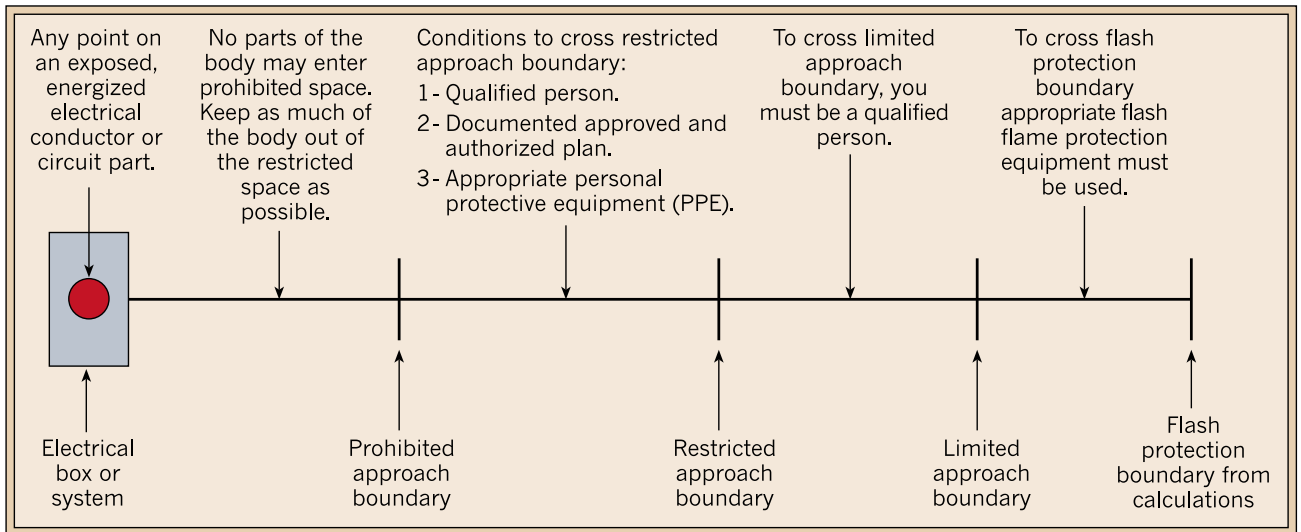 Any point on
an exposed,
energized
electrical
conductor or
circuit part.
No parts of the
body may enter
prohibited space.
Keep as much of
the body out of
the restricted
space as
possible.
Conditions to cross restricted
approach boundary:
1- Qualified person.
2- Documented approved and
authorized plan.
3- Appropriate personal
protective equipment (PPE).
To cross limited
approach
boundary, you
must be a qualified
person.
To cross flash
protection
boundary
appropriate flash
flame protection
equipment must
be used.
Electrical
box or
system
Prohibited
approach
boundary
Restricted
approach
boundary
Limited
approach
boundary
Flash
protection
boundary from
calculations